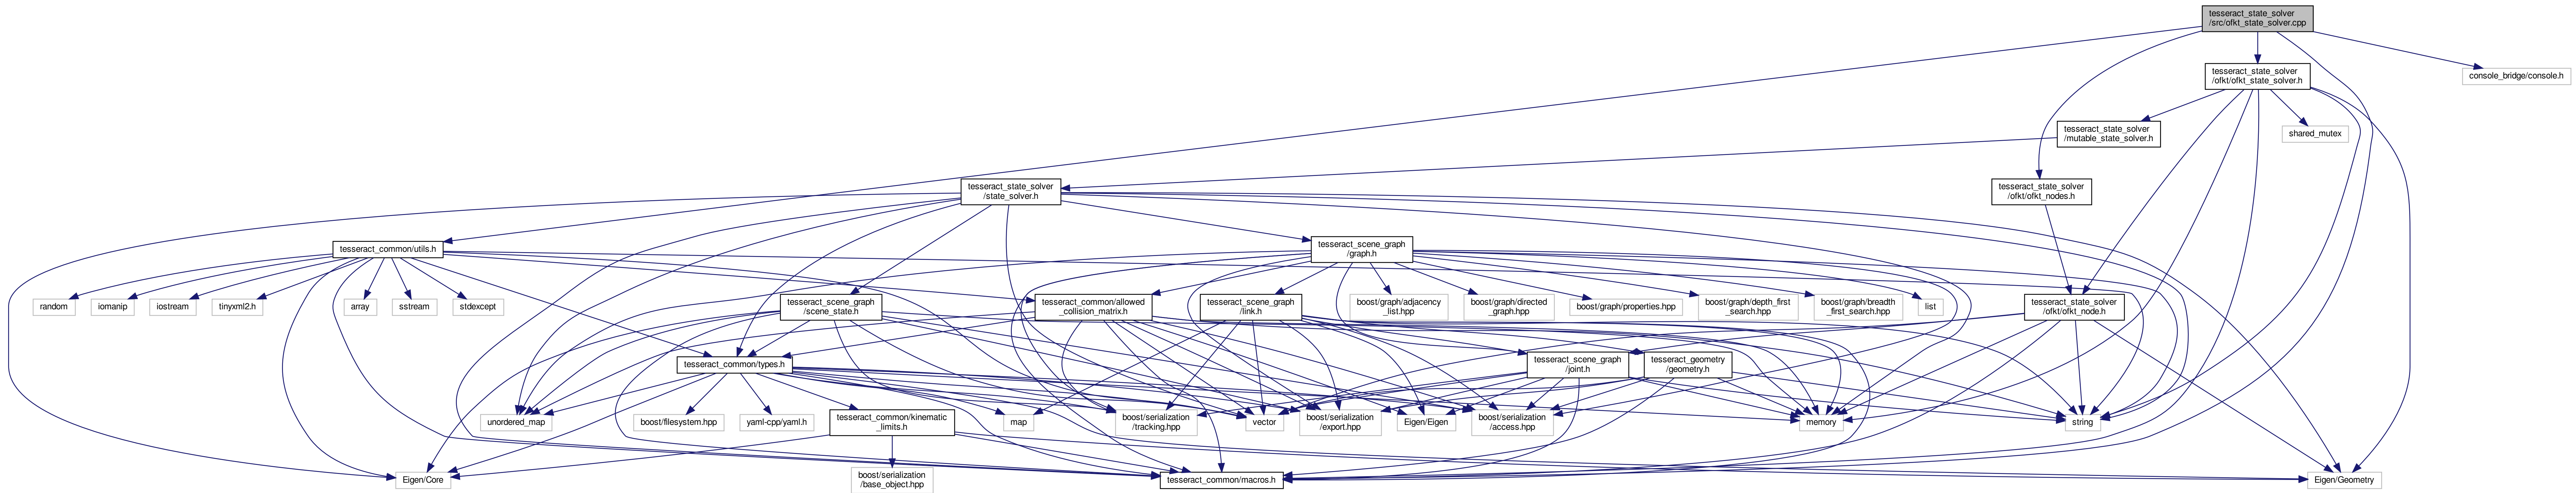 tesseract_state_solver
/src/ofkt_state_solver.cpp
tesseract_state_solver
/ofkt/ofkt_state_solver.h
console_bridge/console.h
tesseract_state_solver
/mutable_state_solver.h
shared_mutex
tesseract_state_solver
/state_solver.h
tesseract_state_solver
/ofkt/ofkt_nodes.h
tesseract_common/utils.h
tesseract_scene_graph
/graph.h
random
iomanip
iostream
tinyxml2.h
array
sstream
stdexcept
tesseract_scene_graph
/scene_state.h
tesseract_common/allowed
_collision_matrix.h
tesseract_scene_graph
/link.h
boost/graph/adjacency
_list.hpp
boost/graph/directed
_graph.hpp
boost/graph/properties.hpp
boost/graph/depth_first
_search.hpp
boost/graph/breadth
_first_search.hpp
list
tesseract_state_solver
/ofkt/ofkt_node.h
tesseract_common/types.h
tesseract_scene_graph
/joint.h
tesseract_geometry
/geometry.h
unordered_map
boost/filesystem.hpp
yaml-cpp/yaml.h
tesseract_common/kinematic
_limits.h
map
boost/serialization
/tracking.hpp
vector
boost/serialization
/export.hpp
Eigen/Eigen
boost/serialization
/access.hpp
memory
string
Eigen/Core
boost/serialization
/base_object.hpp
tesseract_common/macros.h
Eigen/Geometry